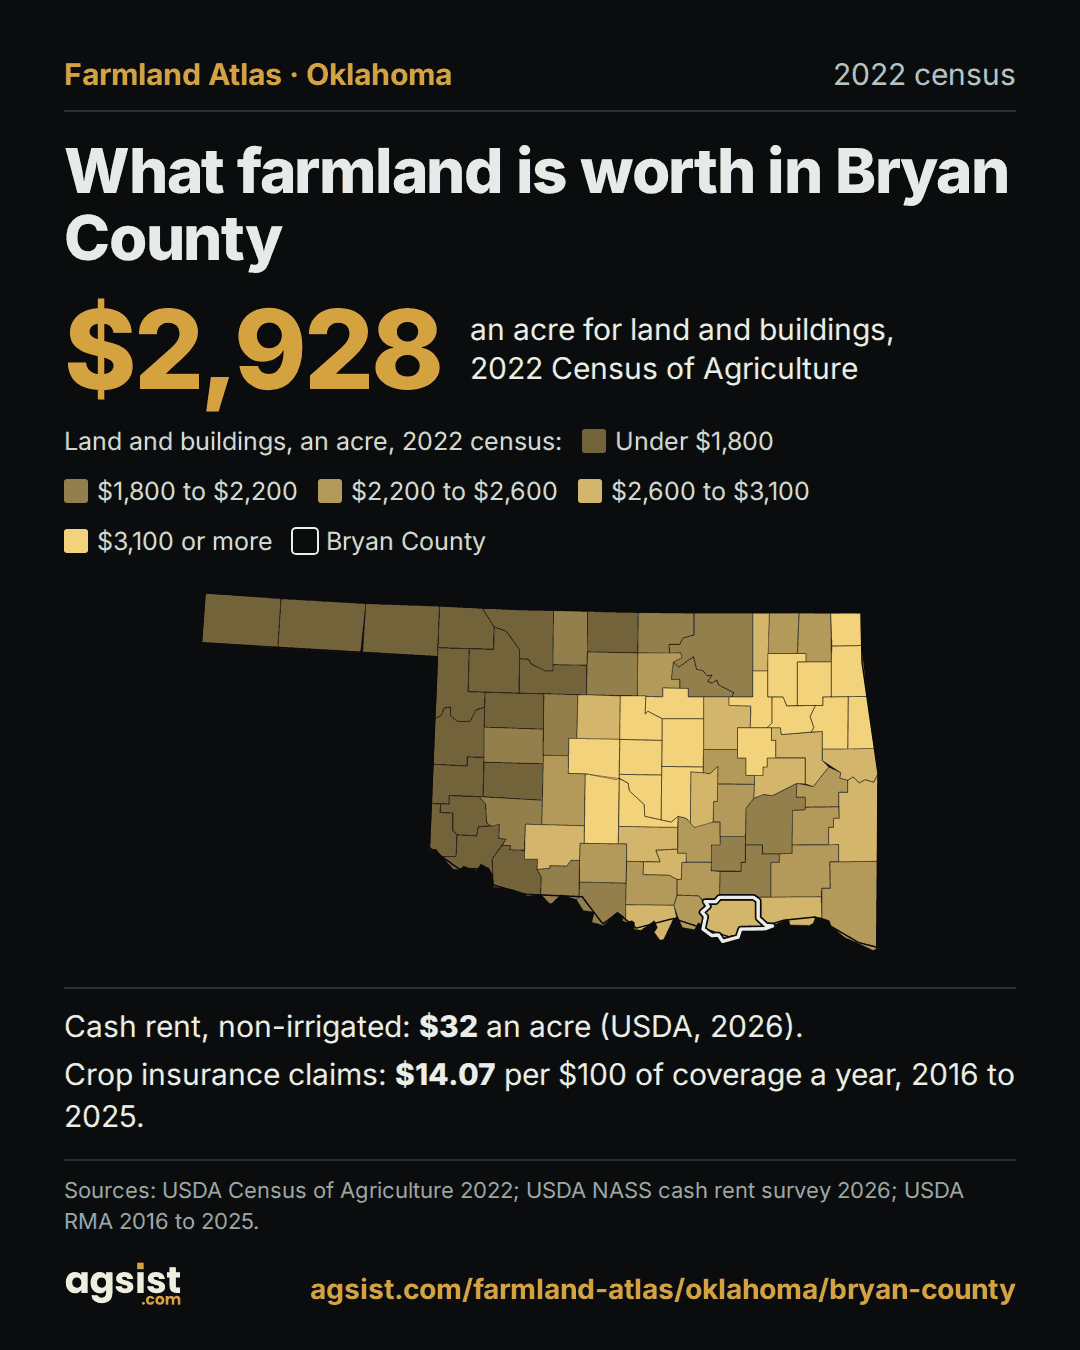 Farmland Atlas · Oklahoma
2022 census
What farmland is worth in Bryan
County
$2,928
an acre for land and buildings,
2022 Census of Agriculture
Land and buildings, an acre, 2022 census: Under $1,800
$1,800 to $2,200 $2,200 to $2,600 $2,600 to $3,100
$3,100 or more Bryan County
Cash rent, non-irrigated: $32 an acre (USDA, 2026).
Crop insurance claims: $14.07 per $100 of coverage a year, 2016 to
2025.
Sources: USDA Census of Agriculture 2022; USDA NASS cash rent survey 2026; USDA
RMA 2016 to 2025.
agsist
.com
agsist.com/farmland-atlas/oklahoma/bryan-county